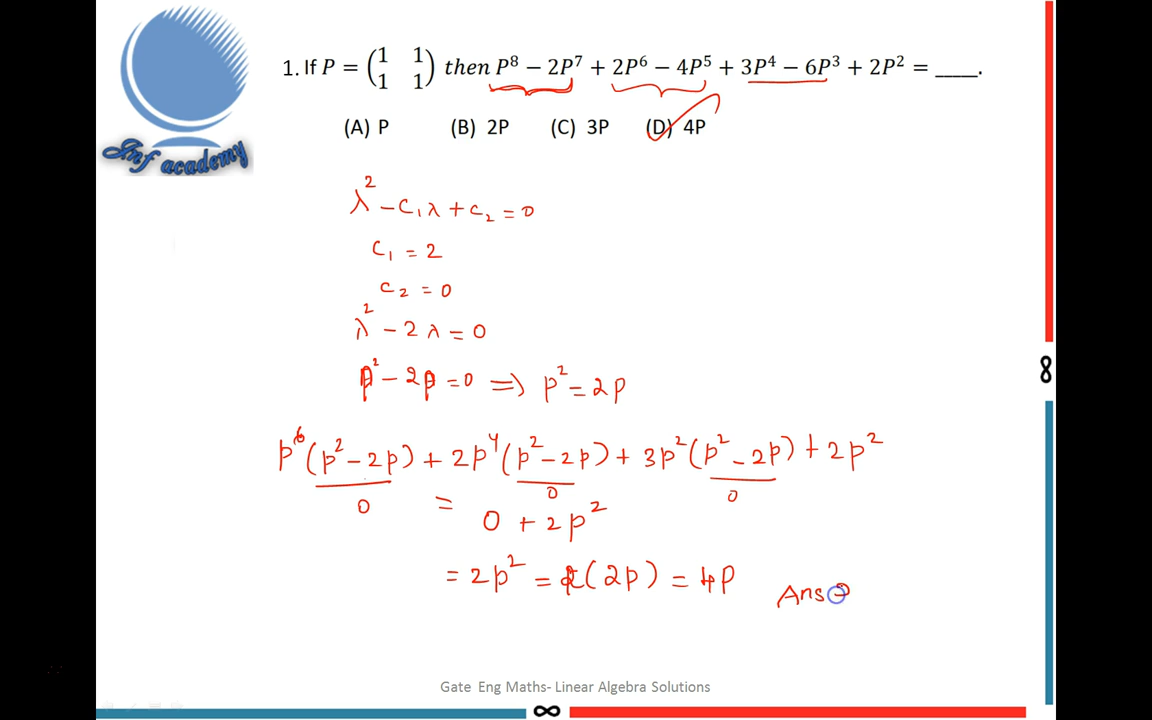 1. If P = (1 1 1 1) then P⁸ − 2P⁷ + 2P⁶ − 4P⁵ + 3P⁴ − 6P³ + 2P² = _____.
(A) P (B) 2P (C) 3P (D) 4P
Inf academy
λ² − C₁λ + C₂ = 0
C₁ = 2
C₂ = 0
λ² − 2λ = 0
P² − 2P = 0 ⇒ P² = 2P
P⁶(P² − 2P) + 2P⁴(P² − 2P) + 3P²(P² − 2P) + 2P²
0 0 0
= 0 + 2P²
= 2P² = 2(2P) = 4P
Ans
8
Gate Eng Maths- Linear Algebra Solutions
∞